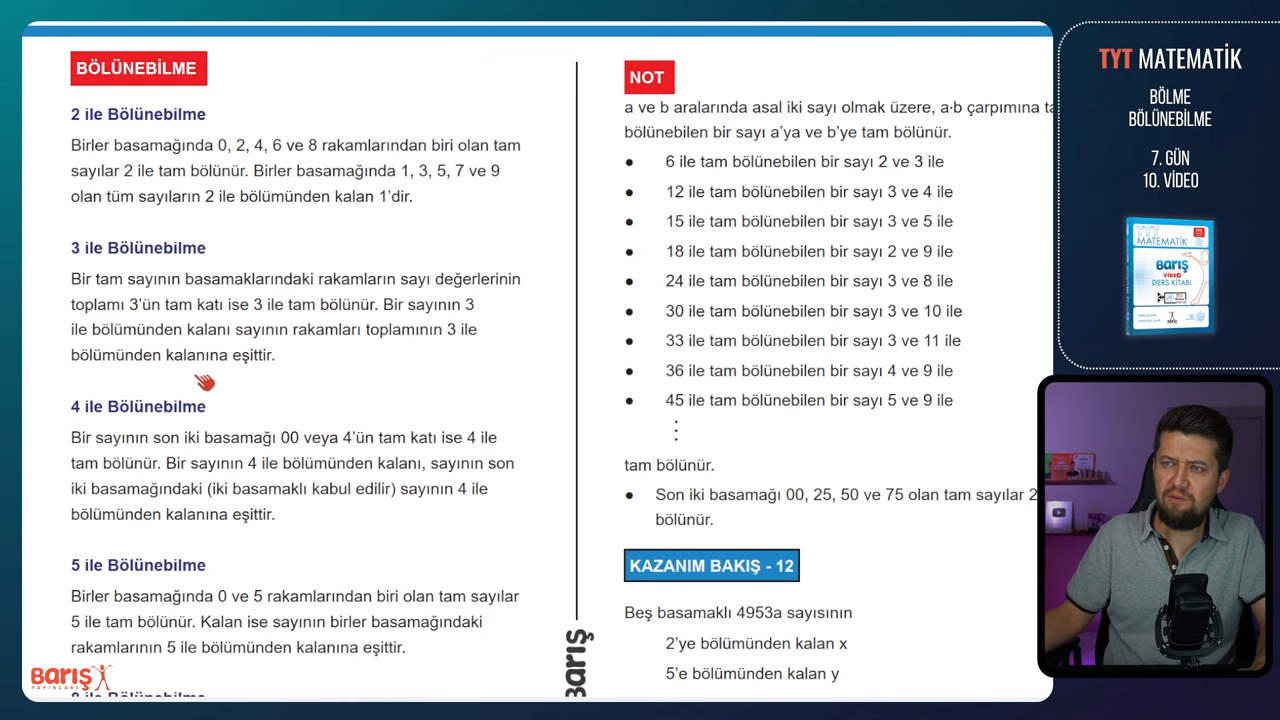 BÖLÜNEBİLME
2 ile Bölünebilme
Birler basamağında 0, 2, 4, 6 ve 8 rakamlarından biri olan tam
sayılar 2 ile tam bölünür. Birler basamağında 1, 3, 5, 7 ve 9
olan tüm sayıların 2 ile bölümünden kalan 1'dir.
3 ile Bölünebilme
Bir tam sayının basamaklarındaki rakamların sayı değerlerinin
toplamı 3'ün tam katı ise 3 ile tam bölünür. Bir sayının 3
ile bölümünden kalanı sayının rakamları toplamının 3 ile
bölümünden kalanına eşittir.
4 ile Bölünebilme
Bir sayının son iki basamağı 00 veya 4'ün tam katı ise 4 ile
tam bölünür. Bir sayının 4 ile bölümünden kalanı, sayının son
iki basamağındaki (iki basamaklı kabul edilir) sayının 4 ile
bölümünden kalanına eşittir.
5 ile Bölünebilme
Birler basamağında 0 ve 5 rakamlarından biri olan tam sayılar
5 ile tam bölünür. Kalan ise sayının birler basamağındaki
rakamlarının 5 ile bölümünden kalanına eşittir.
8 ile Bölünebilme
BARIŞ
YAYINLARI
Barış
NOT
a ve b aralarında asal iki sayı olmak üzere, a·b çarpımına ta
bölünebilen bir sayı a'ya ve b'ye tam bölünür.
● 6 ile tam bölünebilen bir sayı 2 ve 3 ile
● 12 ile tam bölünebilen bir sayı 3 ve 4 ile
● 15 ile tam bölünebilen bir sayı 3 ve 5 ile
● 18 ile tam bölünebilen bir sayı 2 ve 9 ile
● 24 ile tam bölünebilen bir sayı 3 ve 8 ile
● 30 ile tam bölünebilen bir sayı 3 ve 10 ile
● 33 ile tam bölünebilen bir sayı 3 ve 11 ile
● 36 ile tam bölünebilen bir sayı 4 ve 9 ile
● 45 ile tam bölünebilen bir sayı 5 ve 9 ile
⋮
tam bölünür.
● Son iki basamağı 00, 25, 50 ve 75 olan tam sayılar 2
bölünür.
KAZANIM BAKIŞ - 12
Beş basamaklı 4953a sayısının
2'ye bölümünden kalan x
5'e bölümünden kalan y
TYT MATEMATİK
BÖLME
BÖLÜNEBİLME
7. GÜN
10. VİDEO
TYT
MATEMATİK
Barış
VİDEO
DERS KİTABI